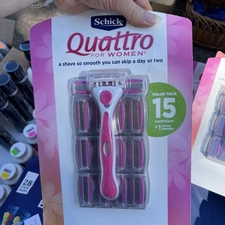 Schick
Quattro
FOR WOMEN®
a shave so smooth you can skip a day or two
VALUE PACK
15
cartridges